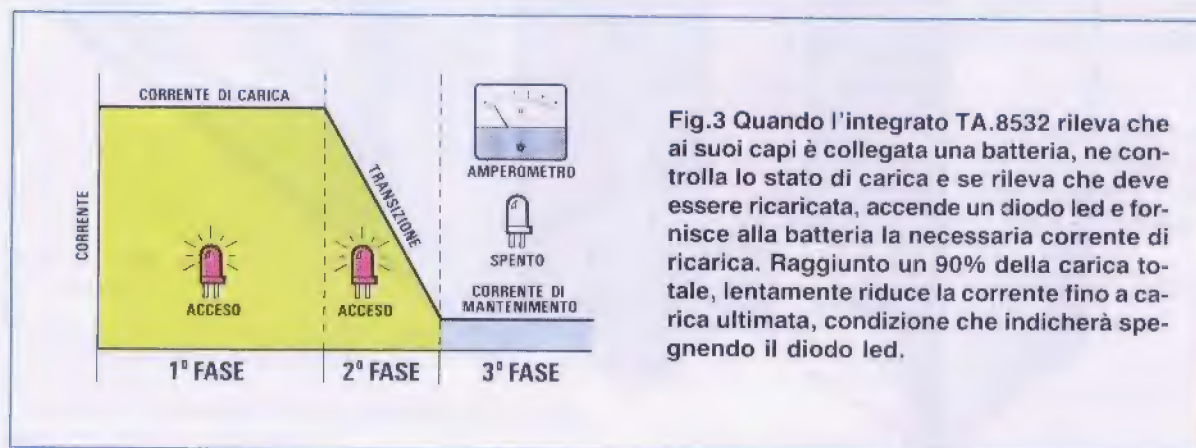 CORRENTE DI CARICA
CORRENTE
TRANSIZIONE
AMPEROMETRO
SPENTO
ACCESO
ACCESO
CORRENTE DI
MANTENIMENTO
1° FASE
2° FASE
3° FASE
Fig.3 Quando l'integrato TA.8532 rileva che
ai suoi capi è collegata una batteria, ne con-
trolla lo stato di carica e se rileva che deve
essere ricaricata, accende un diodo led e for-
nisce alla batteria la necessaria corrente di
ricarica. Raggiunto un 90% della carica to-
tale, lentamente riduce la corrente fino a ca-
rica ultimata, condizione che indicherà spe-
gnendo il diodo led.